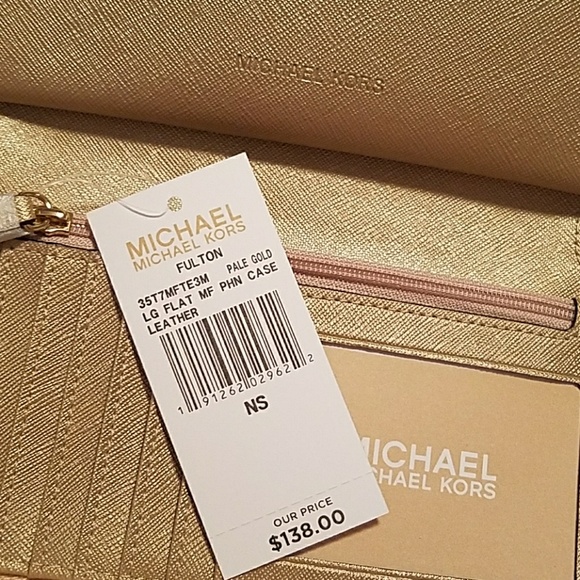 MICHAEL KORS
MICHAEL
MICHAEL KORS
FULTON
35T7MFTE3M PALE GOLD
LG FLAT MF PHN CASE
LEATHER
1 91262 02962 2
NS
OUR PRICE
$138.00
MICHAEL
MICHAEL KORS